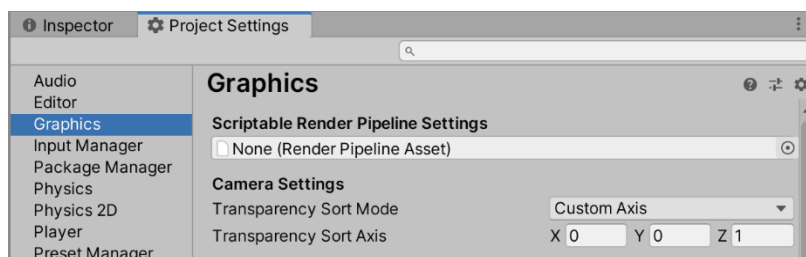 Inspector Project Settings
Audio
Editor
Graphics
Input Manager
Package Manager
Physics
Physics 2D
Player
Preset Manager
Graphics
Scriptable Render Pipeline Settings
None (Render Pipeline Asset)
Camera Settings
Transparency Sort Mode Custom Axis
Transparency Sort Axis X 0 Y 0 Z 1